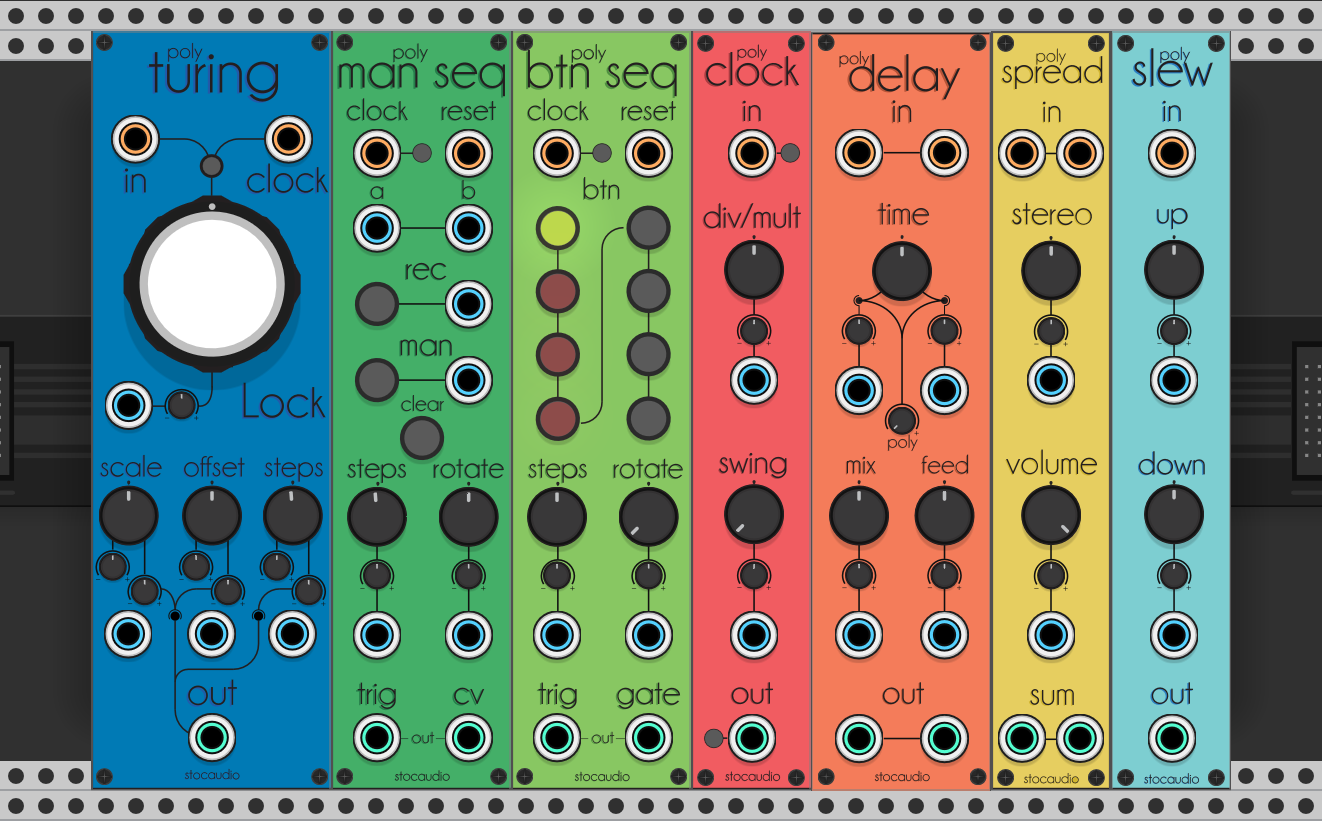 poly
turing
in
clock
Lock
scale offset steps
- + - + - +
- + - + - +
out
stocaudio
poly
man seq
clock reset
a b
rec
man
clear
steps rotate
- + - +
trig cv
out
stocaudio
poly
btn seq
clock reset
btn
steps rotate
- + - +
trig gate
out
stocaudio
poly
clock
in
div/mult
- +
swing
- +
out
stocaudio
poly
delay
in
time
- + - +
- +
poly
mix feed
- + - +
out
stocaudio
poly
spread
in
stereo
- +
volume
- +
sum
stocaudio
poly
slew
in
up
- +
down
- +
out
stocaudio